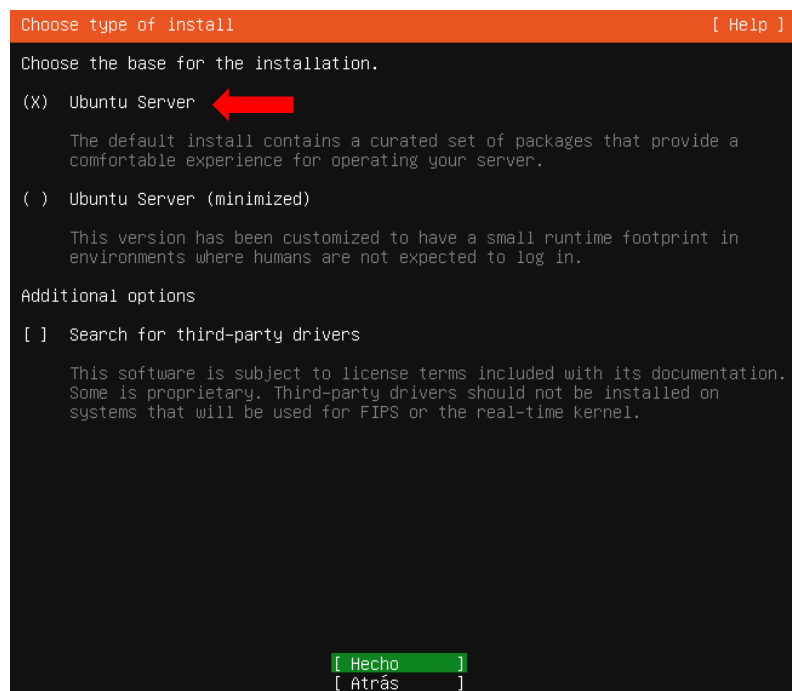 Choose type of install [ Help ]
Choose the base for the installation.
(X) Ubuntu Server
The default install contains a curated set of packages that provide a
comfortable experience for operating your server.
( ) Ubuntu Server (minimized)
This version has been customized to have a small runtime footprint in
environments where humans are not expected to log in.
Additional options
[ ] Search for third-party drivers
This software is subject to license terms included with its documentation.
Some is proprietary. Third-party drivers should not be installed on
systems that will be used for FIPS or the real-time kernel.
[ Hecho ]
[ Atrás ]